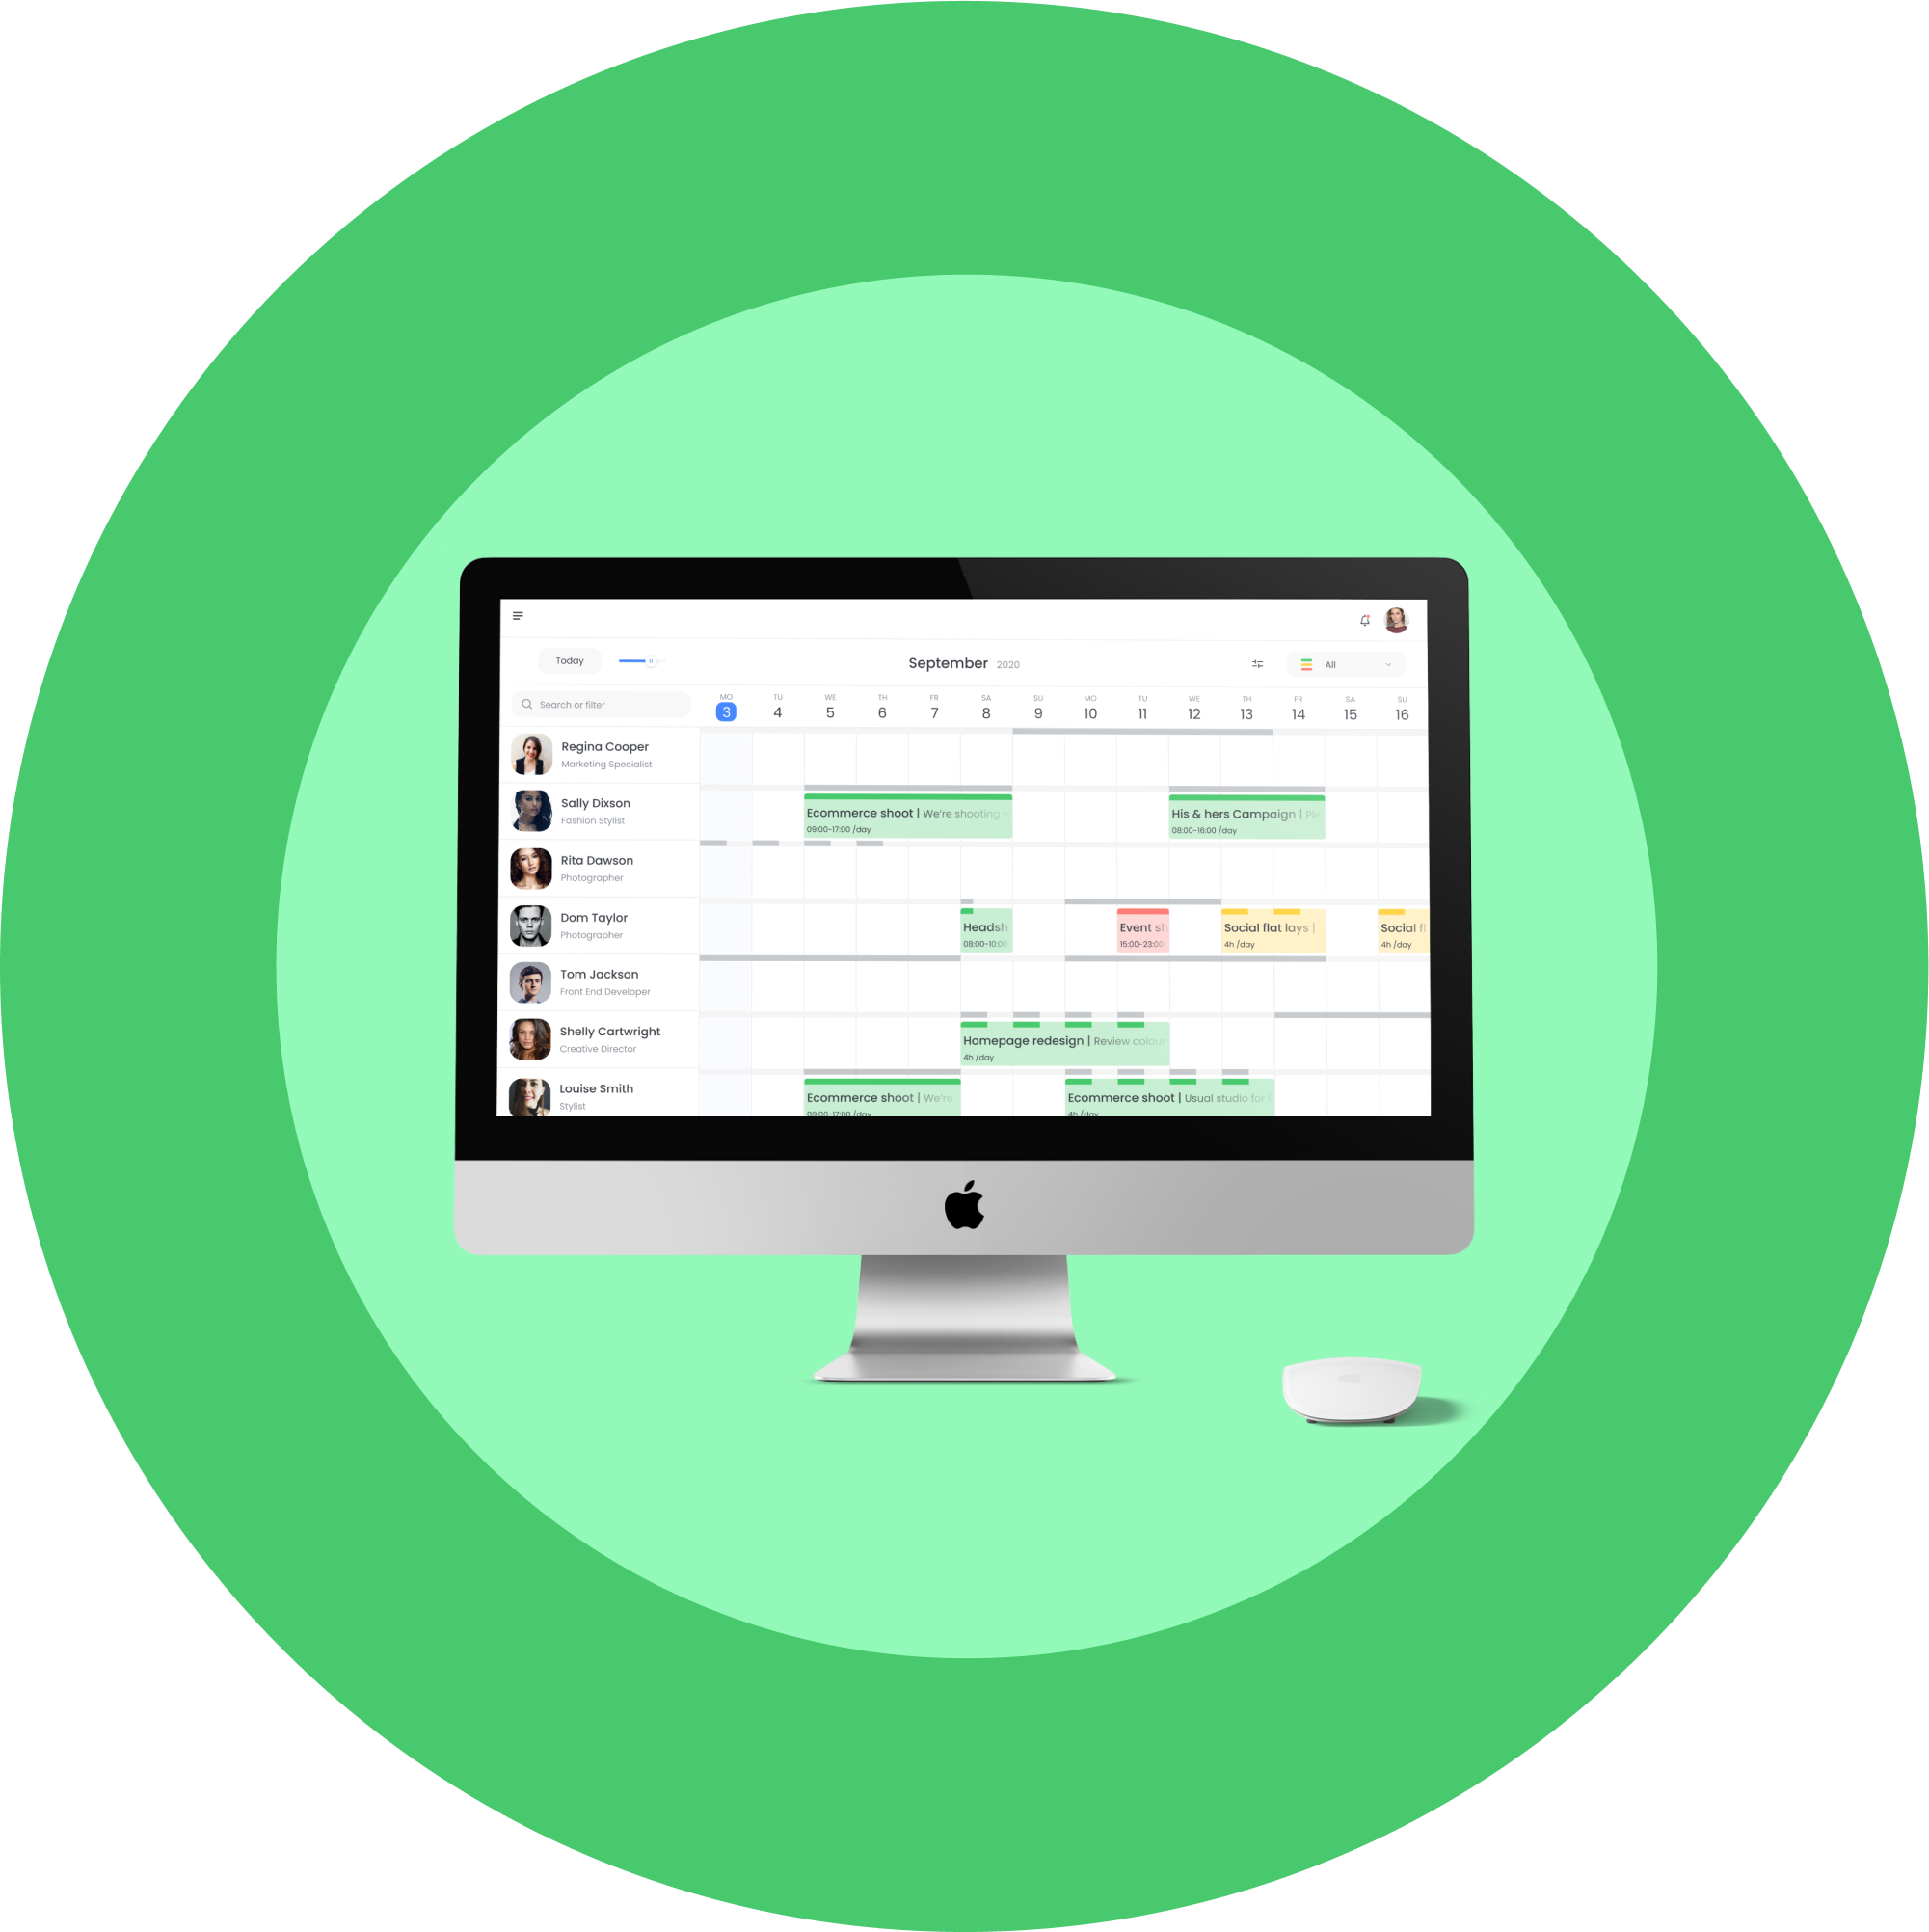 Today
September 2020
All
Search or filter
MO TU WE TH FR SA SU MO TU WE TH FR SA SU
3 4 5 6 7 8 9 10 11 12 13 14 15 16
Regina Cooper
Marketing Specialist
Sally Dixson
Fashion Stylist
Ecommerce shoot | We're shooting
09:00-17:00 /day
His & hers Campaign | Ple
08:00-16:00 /day
Rita Dawson
Photographer
Dom Taylor
Photographer
Headsh
08:00-10:00
Event sh
15:00-23:00
Social flat lays |
4h /day
Social fl
4h /day
Tom Jackson
Front End Developer
Shelly Cartwright
Creative Director
Homepage redesign | Review colour
4h /day
Louise Smith
Stylist
Ecommerce shoot | We're
09:00-17:00 /day
Ecommerce shoot | Usual studio for
4h /day